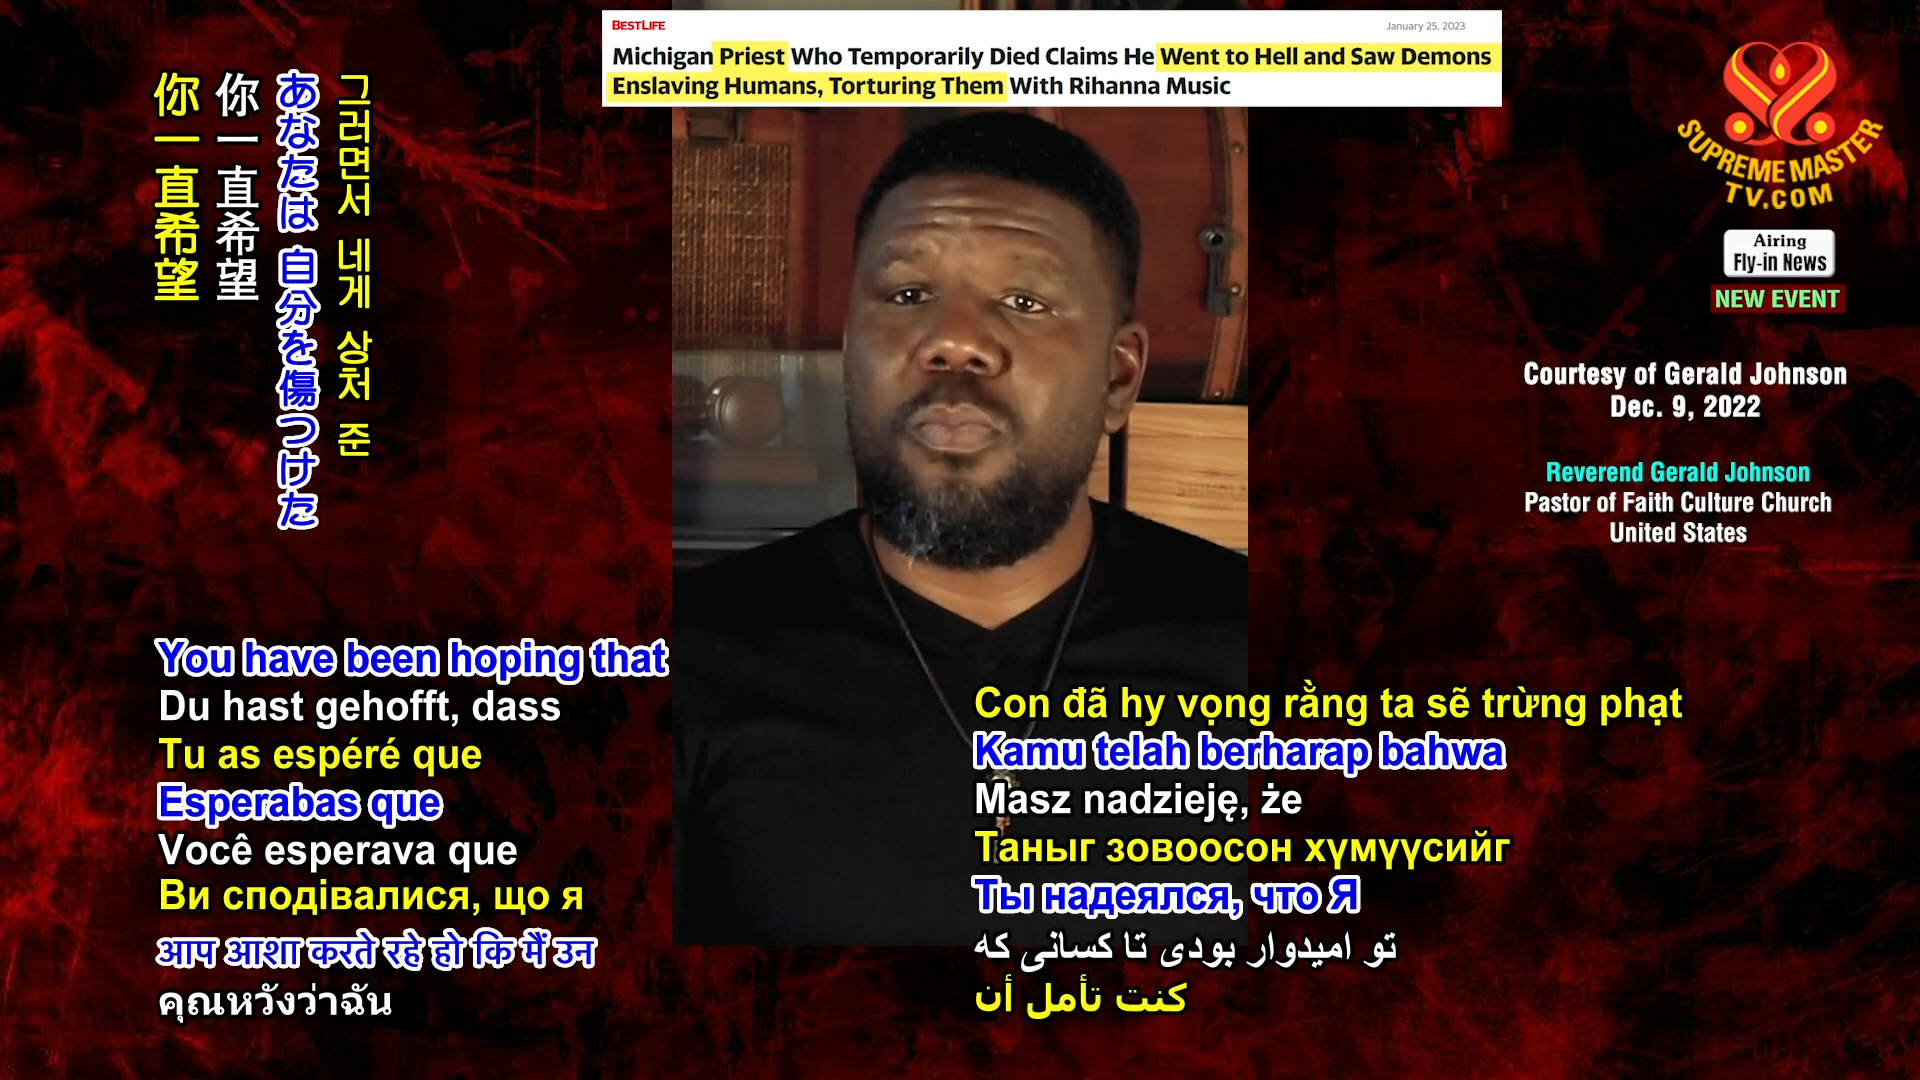 BESTLIFE
January 25, 2023
Michigan Priest Who Temporarily Died Claims He Went to Hell and Saw Demons
Enslaving Humans, Torturing Them With Rihanna Music
그러면서 네게 상처 준
あなたは 自分を傷つけた
你一直希望
你一直希望
SUPREME MASTER
TV.COM
Airing
Fly-in News
NEW EVENT
Courtesy of Gerald Johnson
Dec. 9, 2022
Reverend Gerald Johnson
Pastor of Faith Culture Church
United States
You have been hoping that
Du hast gehofft, dass
Tu as espéré que
Esperabas que
Você esperava que
Ви сподівалися, що я
आप आशा करते रहे हो कि मैं उन
คุณหวังว่าฉัน
Con đã hy vọng rằng ta sẽ trừng phạt
Kamu telah berharap bahwa
Masz nadzieję, że
Таныг зовоосон хүмүүсийг
Ты надеялся, что Я
تو امیدوار بودی تا کسانی که
كنت تأمل أن